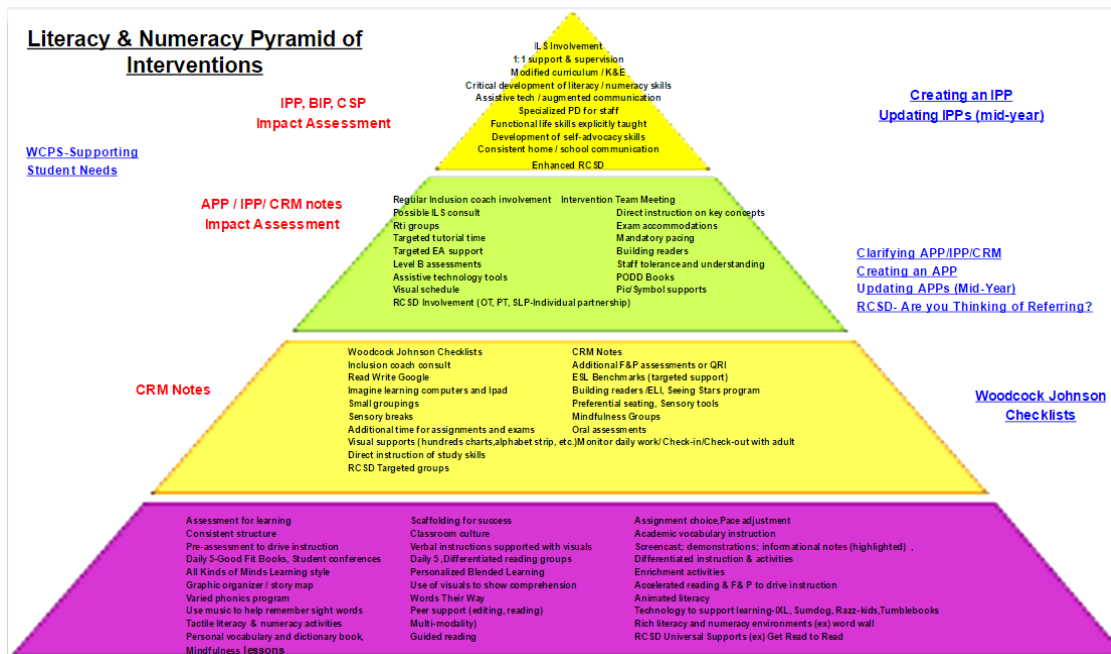 Literacy & Numeracy Pyramid of
Interventions
ILS Involvement
1:1 support & supervision
Modified curriculum / K&E
Critical development of literacy / numeracy skills
Assistive tech / augmented communication
Specialized PD for staff
Functional life skills explicitly taught
Development of self-advocacy skills
Consistent home / school communication
Enhanced RCSD
IPP, BIP, CSP
Impact Assessment
Creating an IPP
Updating IPPs (mid-year)
WCPS-Supporting
Student Needs
APP / IPP/ CRM notes
Impact Assessment
Regular Inclusion coach involvement Intervention Team Meeting
Possible ILS consult Direct instruction on key concepts
Rti groups Exam accommodations
Targeted tutorial time Mandatory pacing
Targeted EA support Building readers
Level B assessments Staff tolerance and understanding
Assistive technology tools PODD Books
Visual schedule Pic/Symbol supports
RCSD Involvement (OT, PT, SLP-Individual partnership)
Clarifying APP/IPP/CRM
Creating an APP
Updating APPs (Mid-Year)
RCSD- Are you Thinking of Referring?
CRM Notes
Woodcock Johnson Checklists CRM Notes
Inclusion coach consult Additional F&P assessments or QRI
Read Write Google ESL Benchmarks (targeted support)
Imagine learning computers and Ipad Building readers /ELI, Seeing Stars program
Small groupings Preferential seating, Sensory tools
Sensory breaks Mindfulness Groups
Additional time for assignments and exams Oral assessments
Visual supports (hundreds charts,alphabet strip, etc.)Monitor daily work/ Check-in/Check-out with adult
Direct instruction of study skills
RCSD Targeted groups
Woodcock Johnson
Checklists
Assessment for learning Scaffolding for success Assignment choice,Pace adjustment
Consistent structure Classroom culture Academic vocabulary instruction
Pre-assessment to drive instruction Verbal instructions supported with visuals Screencast; demonstrations; informational notes (highlighted) ,
Daily 5-Good Fit Books, Student conferences Daily 5 ,Differentiated reading groups Differentiated instruction & activities
All Kinds of Minds Learning style Personalized Blended Learning Enrichment activities
Graphic organizer / story map Use of visuals to show comprehension Accelerated reading & F & P to drive instruction
Varied phonics program Words Their Way Animated literacy
Use music to help remember sight words Peer support (editing, reading) Technology to support learning-IXL, Sumdog, Razz-kids,Tumblebooks
Tactile literacy & numeracy activities Multi-modality) Rich literacy and numeracy environments (ex) word wall
Personal vocabulary and dictionary book, Guided reading RCSD Universal Supports (ex) Get Read to Read
Mindfulness lessons